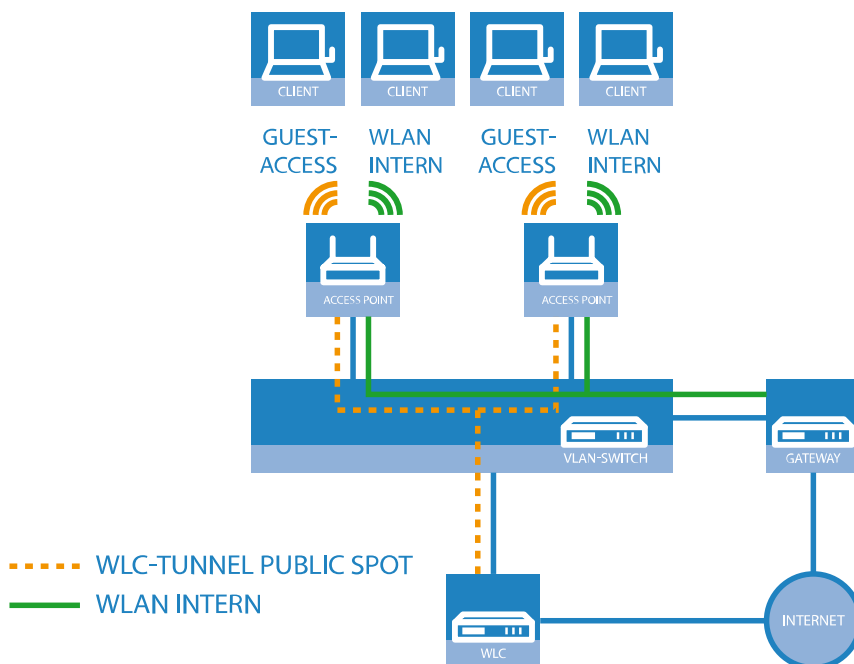 CLIENT
CLIENT
CLIENT
CLIENT
GUEST-
ACCESS
WLAN
INTERN
GUEST-
ACCESS
WLAN
INTERN
ACCESS POINT
ACCESS POINT
VLAN-SWITCH
GATEWAY
WLC-TUNNEL PUBLIC SPOT
WLAN INTERN
WLC
INTERNET